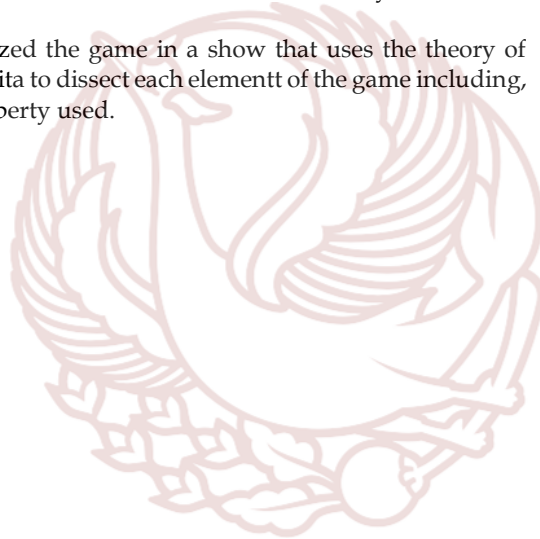 zed the game in a show that uses the theory of
ita to dissect each elementt of the game including,
perty used.